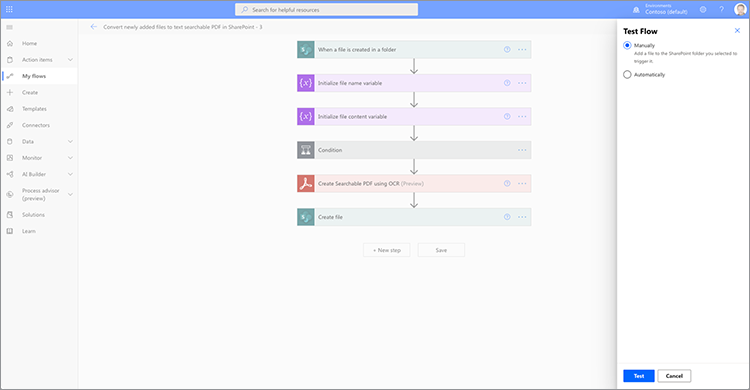 Search for helpful resources
Environments
Contoso (default)
?
Convert newly added files to text searchable PDF in SharePoint - 3
Home
Action items
My flows
Create
Templates
Connectors
Data
Monitor
AI Builder
Process advisor
(preview)
Solutions
Learn
When a file is created in a folder
{x} Initialize file name variable
{x} Initialize file content variable
Condition
Create Searchable PDF using OCR (Preview)
Create file
+ New step
Save
Test Flow
Manually
Add a file to the SharePoint folder you selected to
trigger it.
Automatically
Test
Cancel